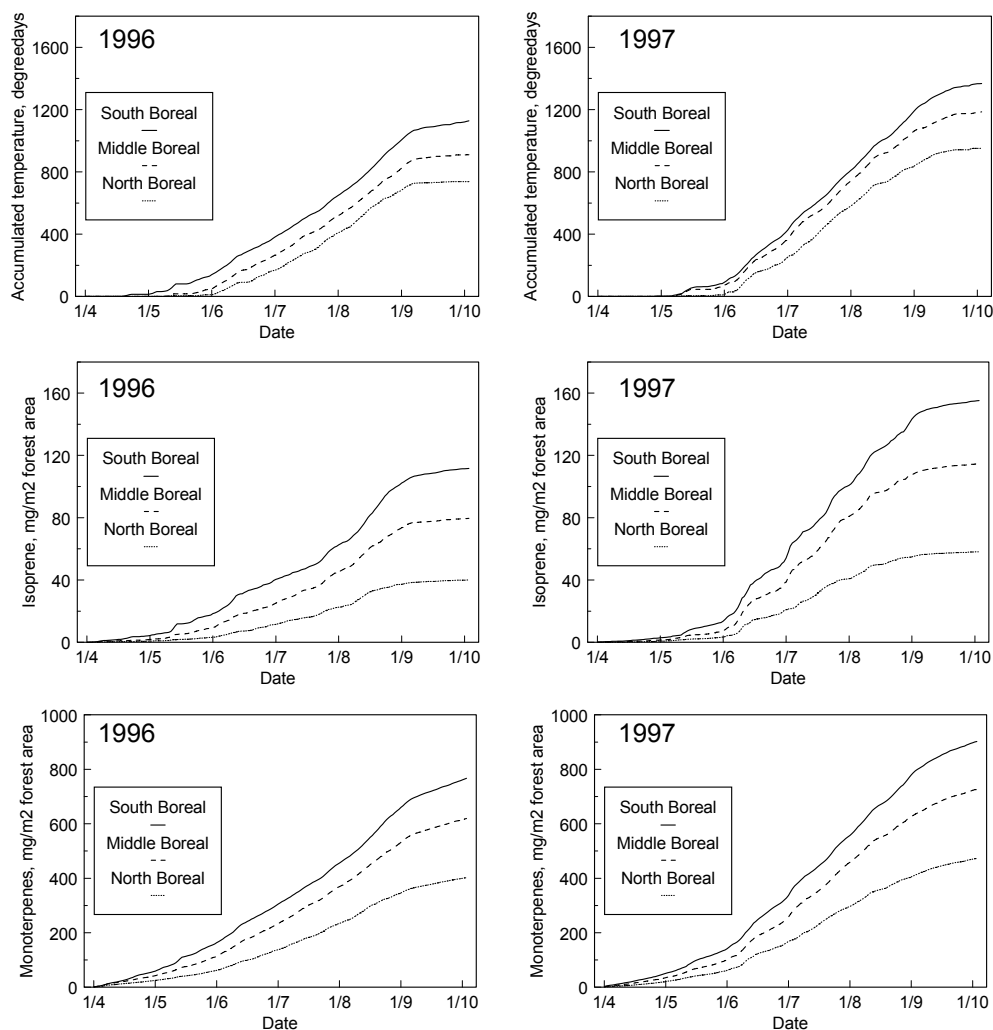 1996
Accumulated temperature, degreedays
1600
1200
800
400
0
South Boreal
Middle Boreal
North Boreal
1/4 1/5 1/6 1/7 1/8 1/9 1/10
Date
1997
Accumulated temperature, degreedays
1600
1200
800
400
0
South Boreal
Middle Boreal
North Boreal
1/4 1/5 1/6 1/7 1/8 1/9 1/10
Date
1996
Isoprene, mg/m2 forest area
160
120
80
40
0
South Boreal
Middle Boreal
North Boreal
1/4 1/5 1/6 1/7 1/8 1/9 1/10
Date
1997
Isoprene, mg/m2 forest area
160
120
80
40
0
South Boreal
Middle Boreal
North Boreal
1/4 1/5 1/6 1/7 1/8 1/9 1/10
Date
1996
Monoterpenes, mg/m2 forest area
1000
800
600
400
200
0
South Boreal
Middle Boreal
North Boreal
1/4 1/5 1/6 1/7 1/8 1/9 1/10
Date
1997
Monoterpenes, mg/m2 forest area
1000
800
600
400
200
0
South Boreal
Middle Boreal
North Boreal
1/4 1/5 1/6 1/7 1/8 1/9 1/10
Date